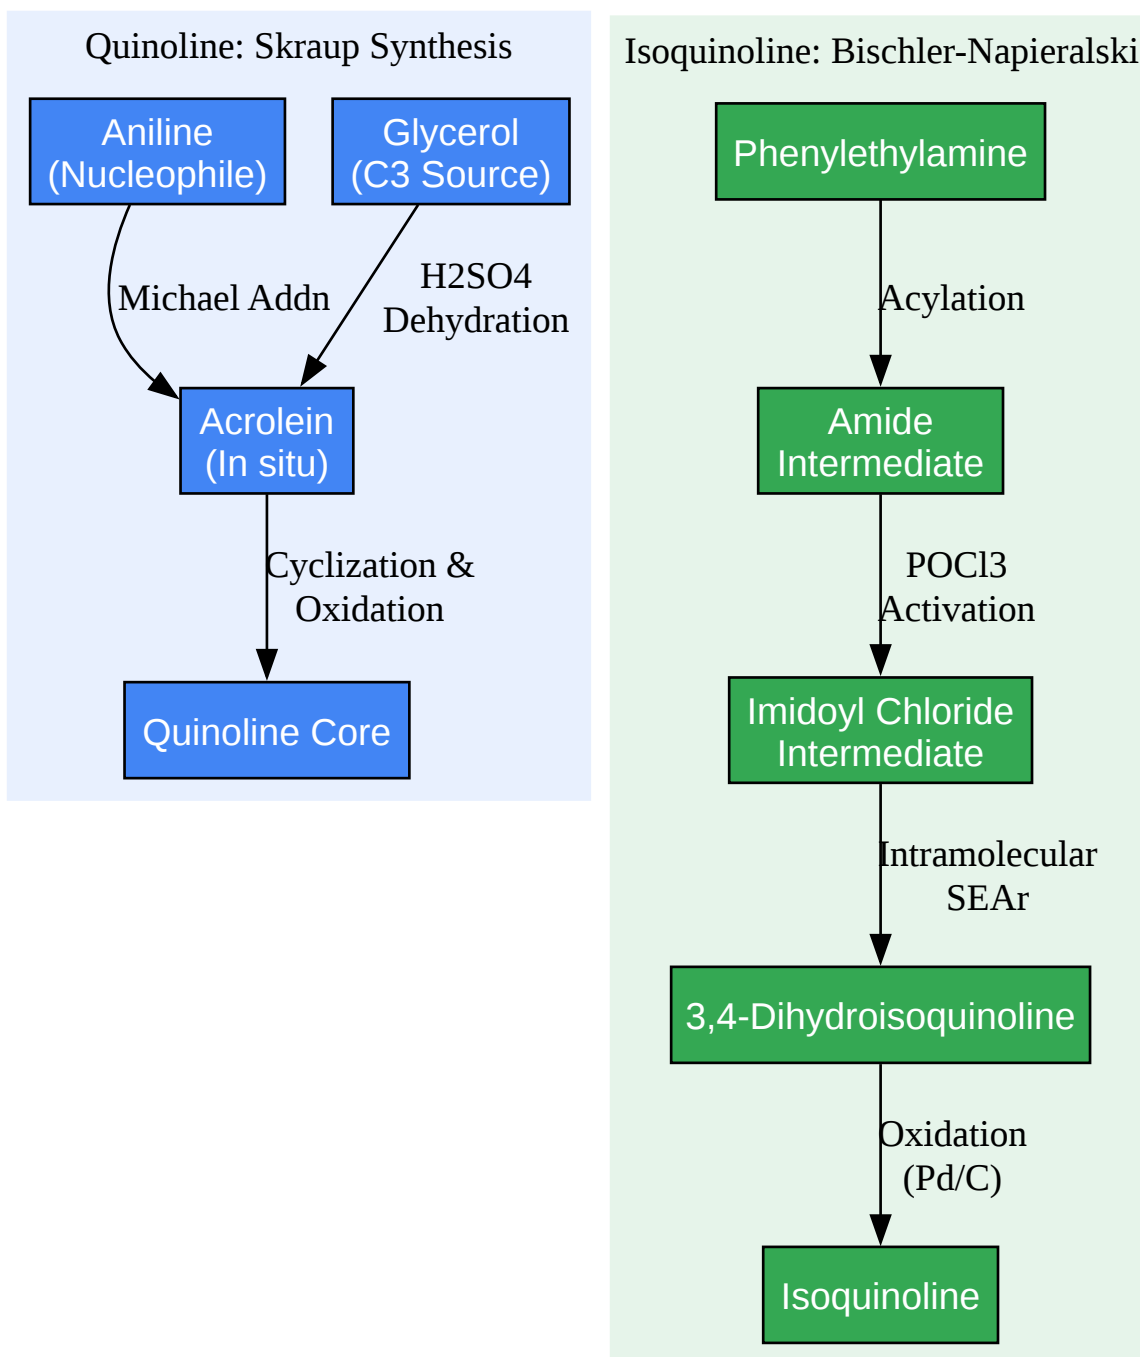 Quinoline: Skraup Synthesis
Aniline
(Nucleophile)
Glycerol
(C3 Source)
Michael Addn
H2SO4
Dehydration
Acrolein
(In situ)
Cyclization &
Oxidation
Quinoline Core
Isoquinoline: Bischler-Napieralski
Phenylethylamine
Acylation
Amide
Intermediate
POCl3
Activation
Imidoyl Chloride
Intermediate
Intramolecular
SEAr
3,4-Dihydroisoquinoline
Oxidation
(Pd/C)
Isoquinoline